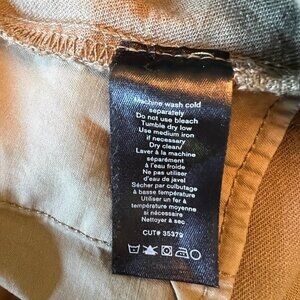 Machine wash cold
separately
Do not use bleach
Tumble dry low
Use medium iron
if necessary
Dry clean/
Laver à la machine
séparément
à l'eau froide
Ne pas utiliser
d'eau de javel
Sécher par culbutage
à basse température
Utiliser un fer à
température moyenne
si nécessaire
Nettoyer à sec
CUT# 35379